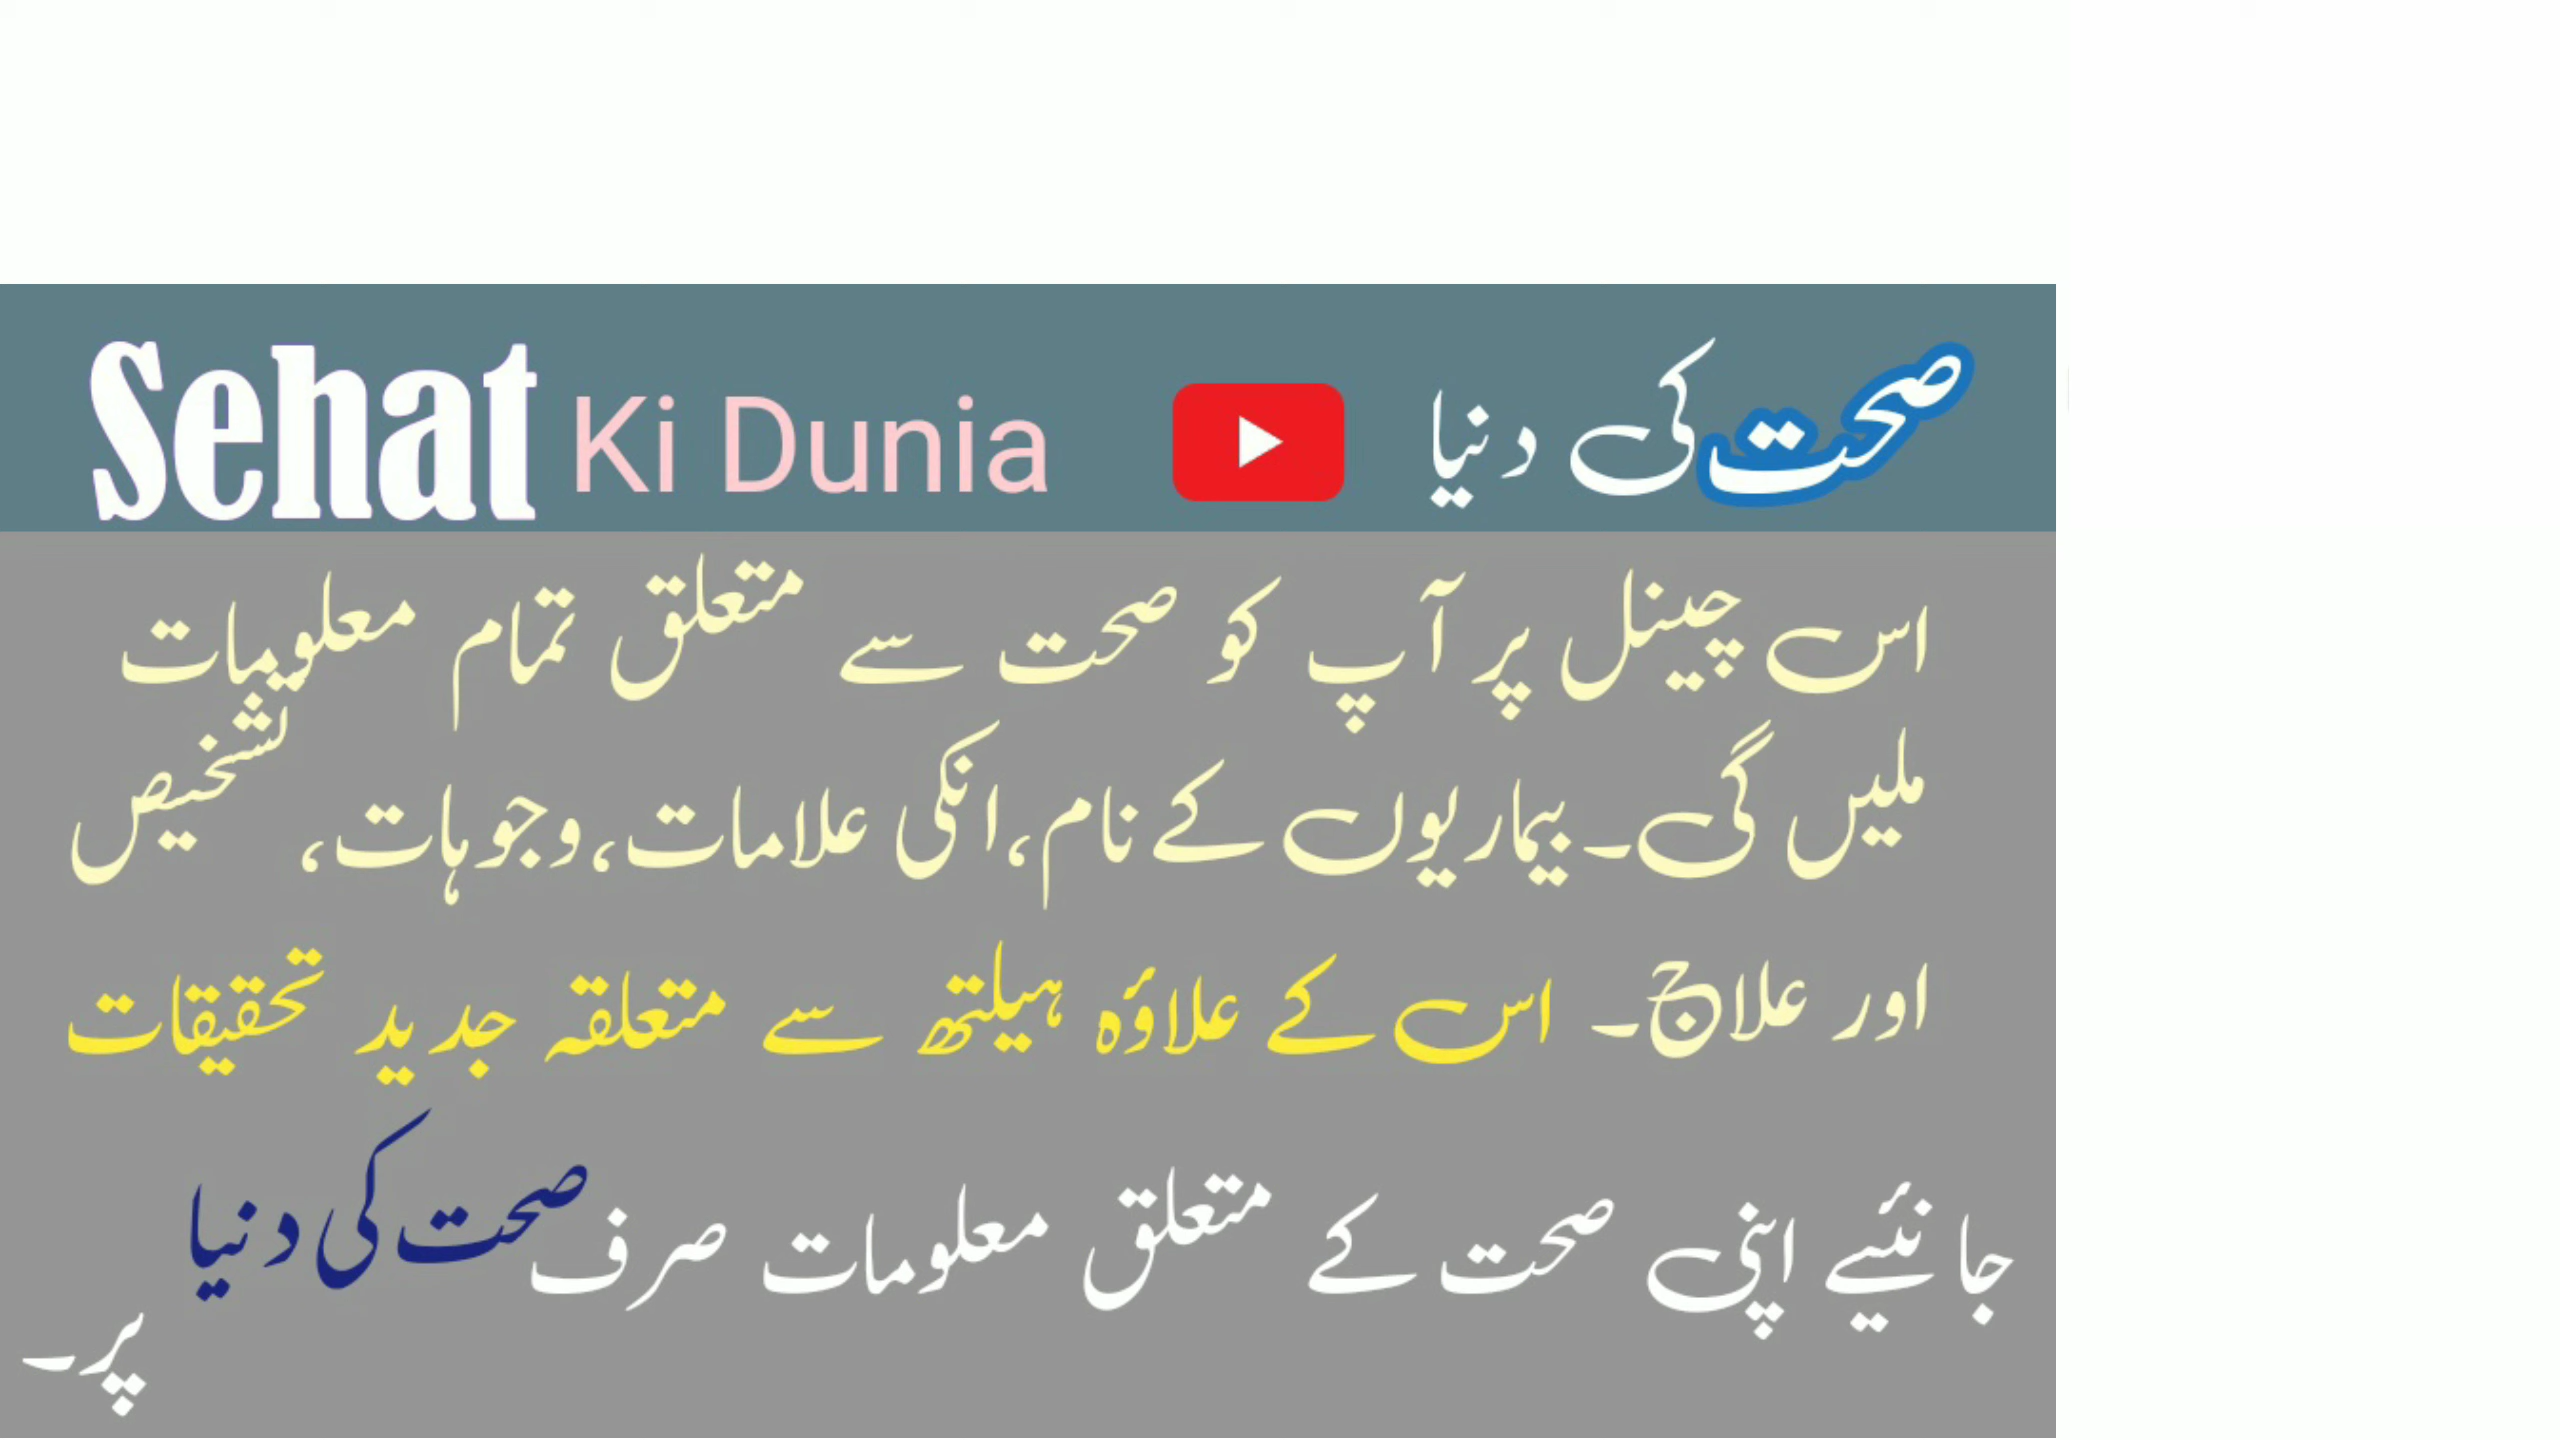 Sehat Ki Dunia صحت کی دنیا
اس چینل پر آپ کو صحت سے متعلق تمام معلومات
ملیں گی۔ بیماریوں کے نام،انکی علامات،وجوہات، تشخیص
اور علاج۔ اس کے علاؤہ ہیلتھ سے متعلقہ جدید تحقیقات
جانئیے اپنی صحت کے متعلق معلومات صرف صحت کی دنیا
پر۔